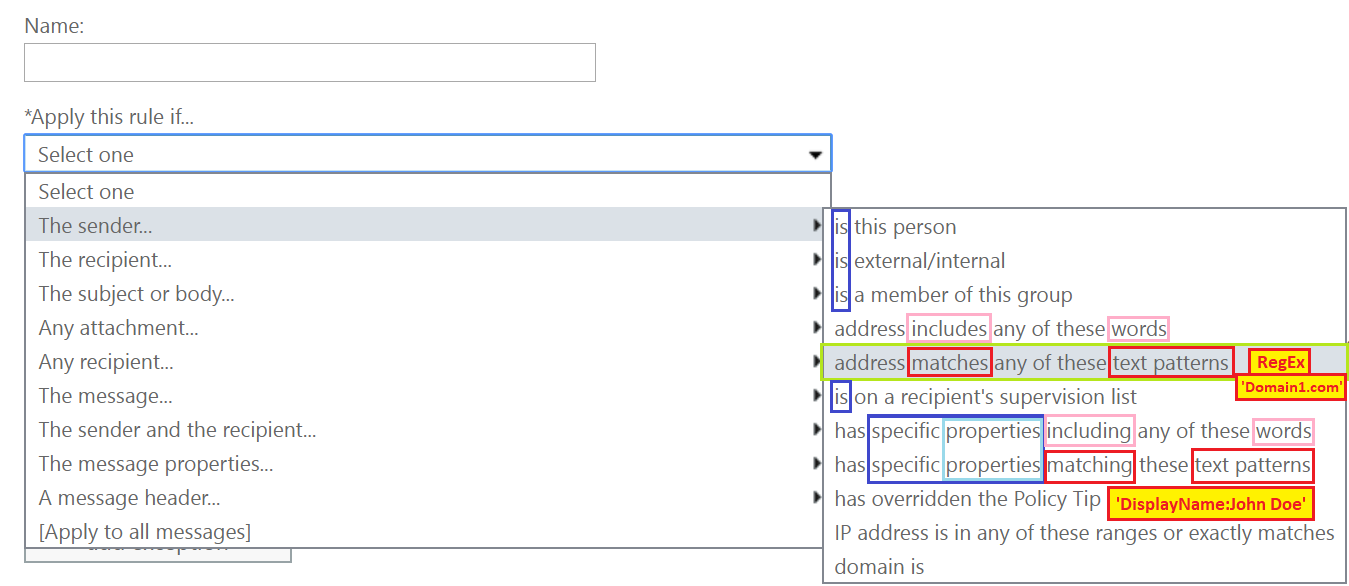 Name:
*Apply this rule if...
Select one
Select one
The sender...
The recipient...
The subject or body...
Any attachment...
Any recipient...
The message...
The sender and the recipient...
The message properties...
A message header...
[Apply to all messages]
is this person
is external/internal
is a member of this group
address includes any of these words
address matches any of these text patterns RegEx
'Domain1.com'
is on a recipient's supervision list
has specific properties including any of these words
has specific properties matching these text patterns
has overridden the Policy Tip 'DisplayName:John Doe'
IP address is in any of these ranges or exactly matches
domain is